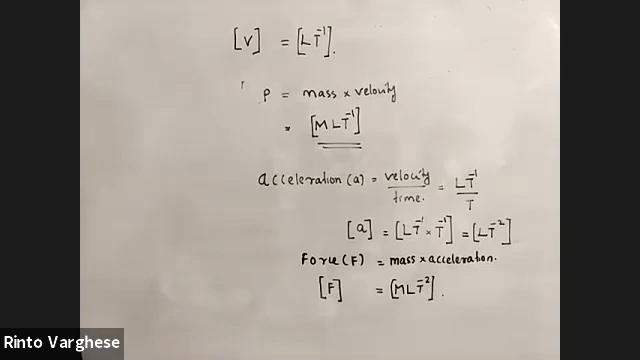 [V] = [LT⁻¹].
P = mass × velocity
= [MLT⁻¹]
Acceleration (a) = velocity/time. = LT⁻¹/T
[a] = [LT⁻¹ × T⁻¹] = [LT⁻²]
Force (F) = mass × acceleration.
[F] = [MLT⁻²].
Rinto Varghese